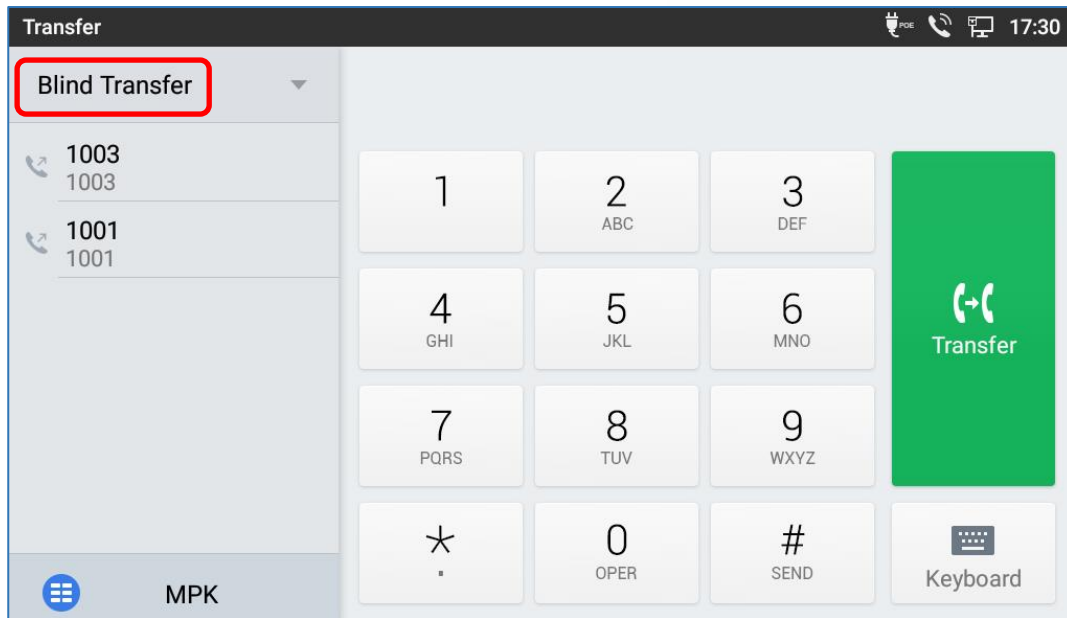 Transfer
POE 17:30
Blind Transfer
1003
1003
1001
1001
MPK
1 2 3
ABC DEF
4 5 6
GHI JKL MNO
7 8 9
PQRS TUV WXYZ
* 0 #
. OPER SEND
Transfer
Keyboard